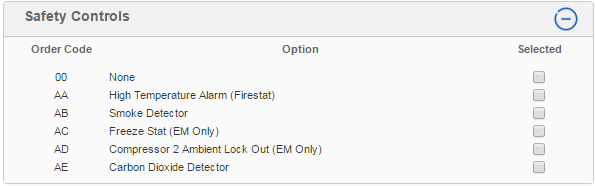 Safety Controls
Order Code Option Selected
00 None
AA High Temperature Alarm (Firestat)
AB Smoke Detector
AC Freeze Stat (EM Only)
AD Compressor 2 Ambient Lock Out (EM Only)
AE Carbon Dioxide Detector